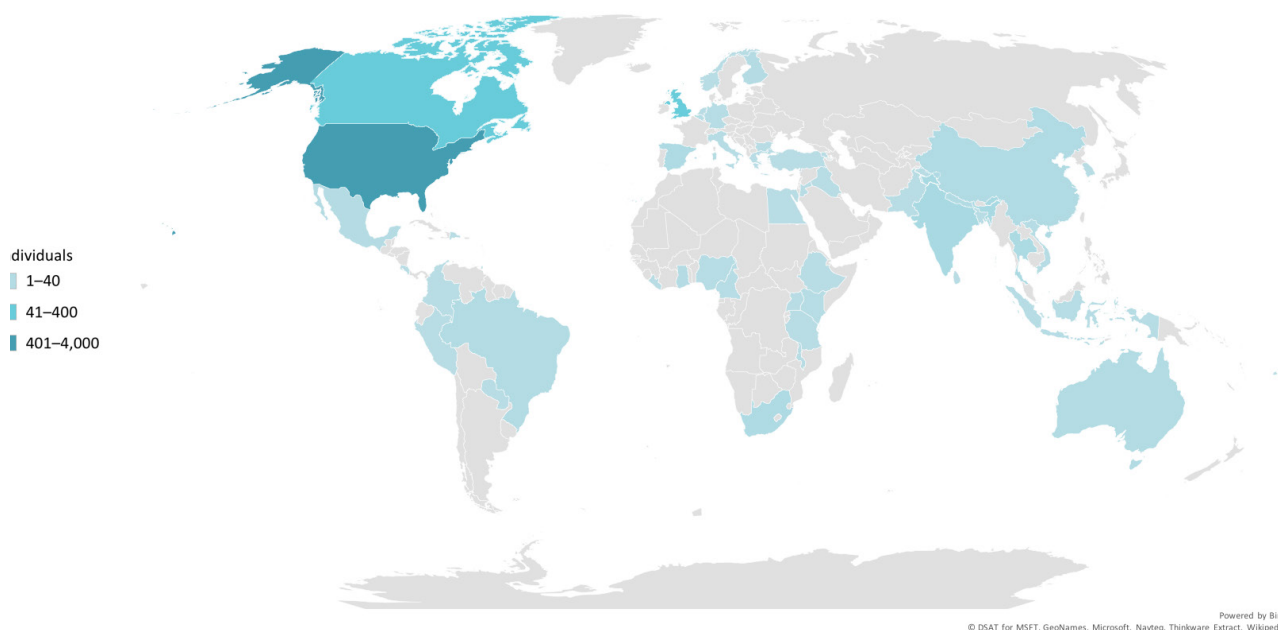 dividuals
1–40
41–400
401–4,000
Powered by Bi
© DSAT for MSFT, GeoNames, Microsoft, Navteq, Thinkware Extract, Wikiped